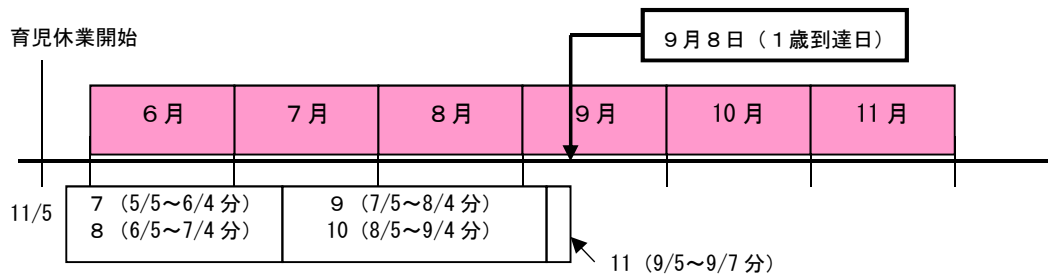 育児休業開始
９月８日（１歳到達日）
６月 ７月 ８月 ９月 10月 11月
11/5
７（5/5～6/4 分） ９（7/5～8/4 分）
８（6/5～7/4 分） 10（8/5～9/4 分）
11（9/5～9/7 分）